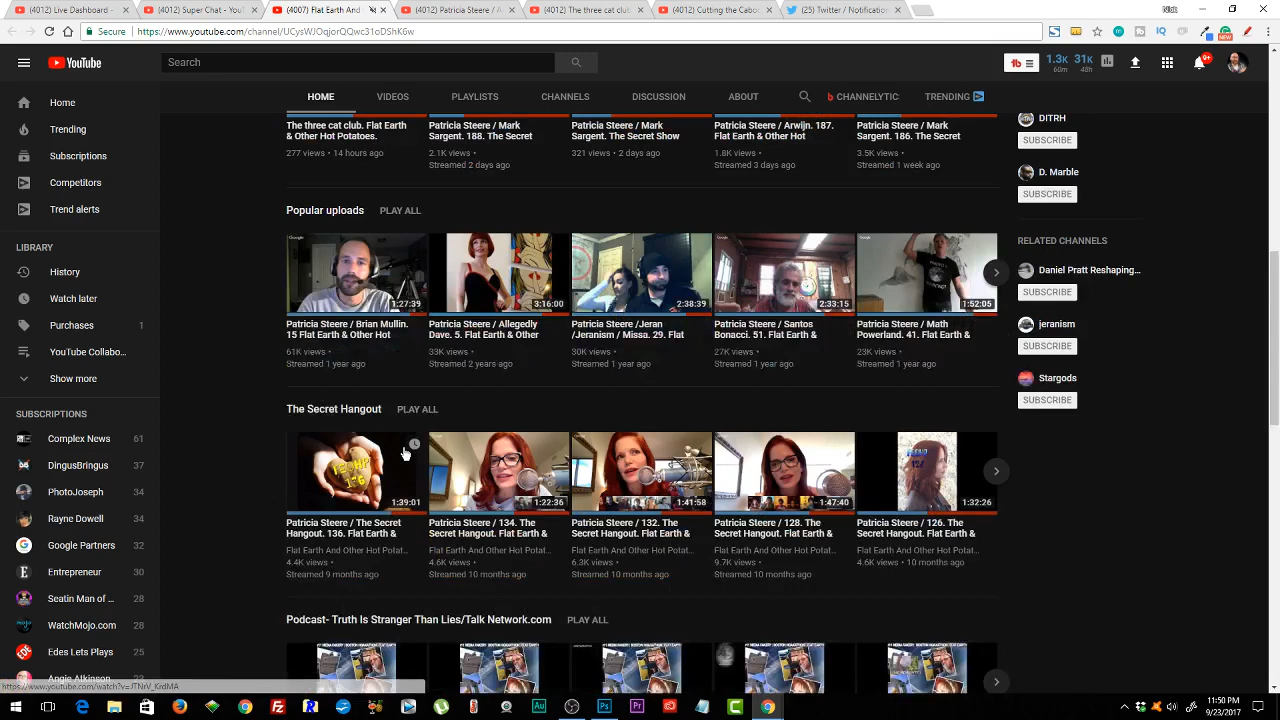 (4012) Live Dashboard - Y
(4012) Super Chat - YouT
(4007) Flat Earth And
(4012) Patricia Steere / A
(4012) The three cat club
(4012) Cutting the Caboo
(25) Twitter / Notification
Nick
Secure
https://www.youtube.com/channel/UCysWJOqjorQQwc31oDShK6w
YouTube
Search
1.3K 31K
60m 48h
9+
HOME VIDEOS PLAYLISTS CHANNELS DISCUSSION ABOUT CHANNELYTIC TRENDING
Home
Trending
Subscriptions
Competitors
Trend alerts
LIBRARY
History
Watch later
Purchases 1
YouTube Collabo...
Show more
SUBSCRIPTIONS
Complex News 61
Dingusdingus 37
PhotoJoseph 34
Rayne Dowell 34
Google Partners 32
Entrepreneur 30
Seatin Man of ... 28
WatchMojo.com 28
Edes Lets Plays 25
Angie Atkinson
The three cat club. Flat Earth
& Other Hot Potatoes.
277 views • 14 hours ago
Patricia Steere / Mark
Sargent. 188. The Secret
2.1K views •
Streamed 2 days ago
Patricia Steere / Mark
Sargent. The Secret Show
321 views • 2 days ago
Patricia Steere / Arwijn. 187.
Flat Earth & Other Hot
1.8K views •
Streamed 3 days ago
Patricia Steere / Mark
Sargent. 186. The Secret
3.5K views •
Streamed 1 week ago
Popular uploads PLAY ALL
1:27:39
Patricia Steere / Brian Mullin.
15 Flat Earth & Other Hot
61K views •
Streamed 1 year ago
3:16:00
Patricia Steere / Allegedly
Dave. 5. Flat Earth & Other
33K views •
Streamed 2 years ago
2:38:39
Patricia Steere /Jeran
/Jeranism / Missa. 29. Flat
30K views •
Streamed 1 year ago
2:33:15
Patricia Steere / Santos
Bonacci. 51. Flat Earth &
27K views •
Streamed 1 year ago
1:52:05
Patricia Steere / Math
Powerland. 41. Flat Earth &
23K views •
Streamed 1 year ago
The Secret Hangout PLAY ALL
1:39:01
Patricia Steere / The Secret
Hangout. 136. Flat Earth &
Flat Earth And Other Hot Potat...
4.4K views •
Streamed 9 months ago
1:22:36
Patricia Steere / 134. The
Secret Hangout. Flat Earth &
Flat Earth And Other Hot Potat...
4.6K views •
Streamed 10 months ago
1:41:58
Patricia Steere / 132. The
Secret Hangout. Flat Earth &
Flat Earth And Other Hot Potat...
6.3K views •
Streamed 10 months ago
1:47:40
Patricia Steere / 128. The
Secret Hangout. Flat Earth &
Flat Earth And Other Hot Potat...
9.7K views •
Streamed 10 months ago
1:32:26
Patricia Steere / 126. The
Secret Hangout. Flat Earth &
Flat Earth And Other Hot Potat...
4.6K views • 10 months ago
Podcast- Truth Is Stranger Than Lies/Talk Network.com PLAY ALL
DITRH
SUBSCRIBE
D. Marble
SUBSCRIBE
RELATED CHANNELS
Daniel Pratt Reshaping...
SUBSCRIBE
jeranism
SUBSCRIBE
Stargods
SUBSCRIBE
11:50 PM
9/23/2017